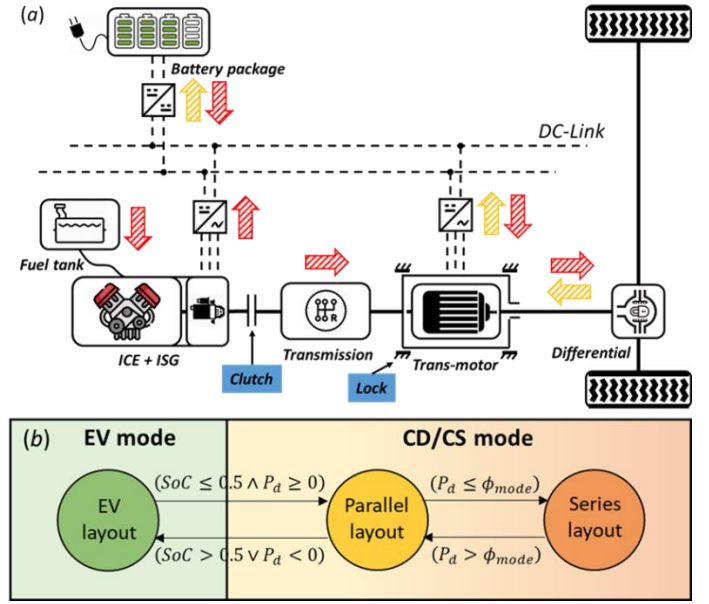 (a)
Battery package
DC-Link
Fuel tank
R
ICE + ISG
Clutch
Transmission
Lock
Trans-motor
Differential
(b)
EV mode
CD/CS mode
EV
layout
(SoC ≤ 0.5 ∧ P_d ≥ 0)
(SoC > 0.5 ∨ P_d < 0)
Parallel
layout
(P_d ≤ ϕ_mode)
(P_d > ϕ_mode)
Series
layout